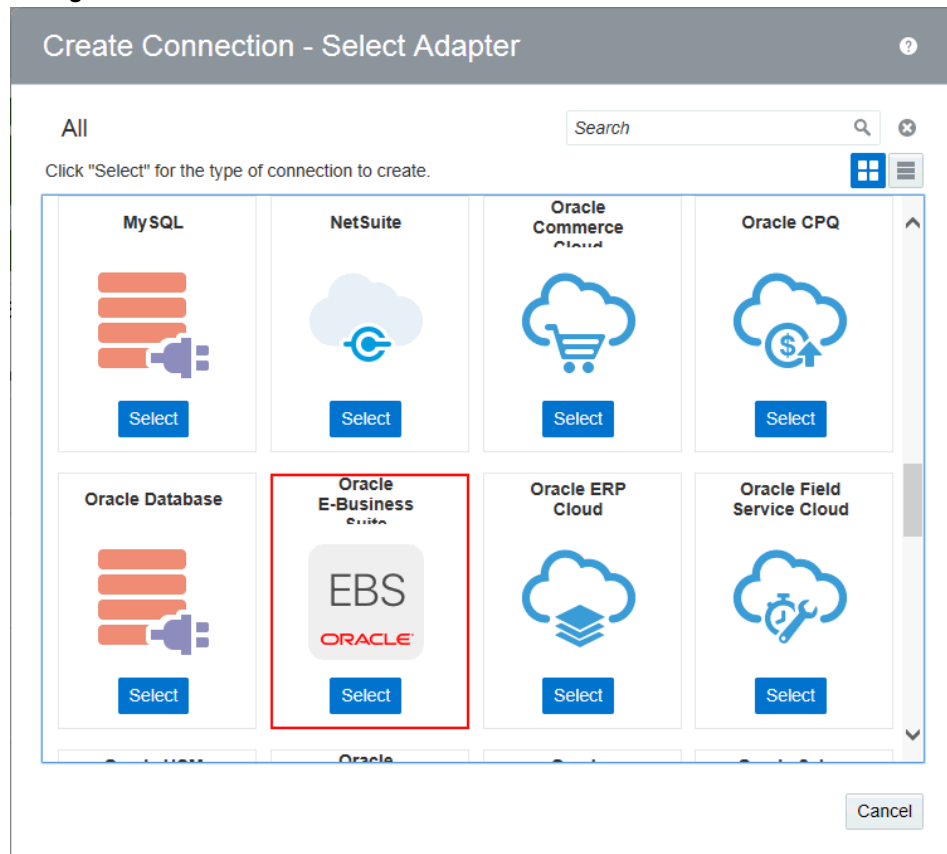 Create Connection - Select Adapter
?
All
Search
Click "Select" for the type of connection to create.
MySQL
NetSuite
Oracle
Commerce
Cloud
Oracle CPQ
$
Select
Select
Select
Select
Oracle Database
Oracle
E-Business
Suite
Oracle ERP
Cloud
Oracle Field
Service Cloud
EBS
ORACLE
Select
Select
Select
Select
Oracle
Cancel